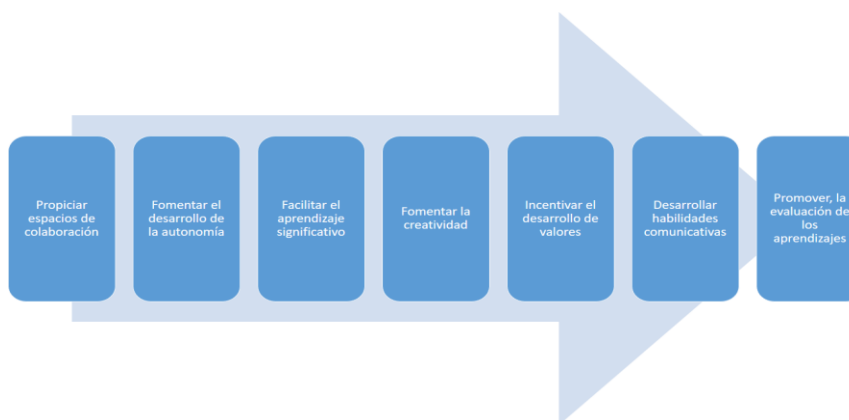 Propiciar
espacios de
colaboración
Fomentar el
desarrollo de
la autonomía
Facilitar el
aprendizaje
significativo
Fomentar la
creatividad
Incentivar el
desarrollo de
valores
Desarrollar
habilidades
comunicativas
Promover, la
evaluación de
los
aprendizajes